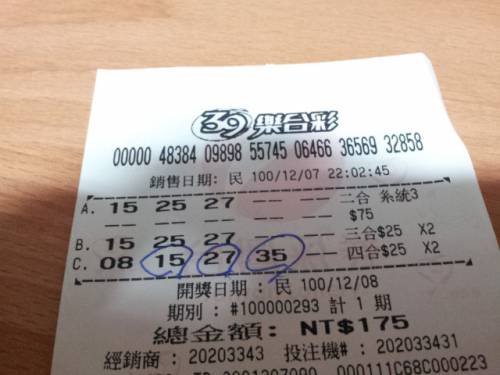 39樂合彩
00000 48384 09898 55745 06466 36569 32858
銷售日期: 民 100/12/07 22:02:45
A. 15 25 27 -- -- 二合 系統3
-- -- -- -- -- $75
B. 15 25 27 -- -- 三合$25 X2
C. 08 15 27 35 -- 四合$25 X2
開獎日期 : 民 100/12/08
期別 : #100000293 計 1 期
總金額: NT$175
經銷商 : 20203343 投注機# : 202033431
000111C68C000223